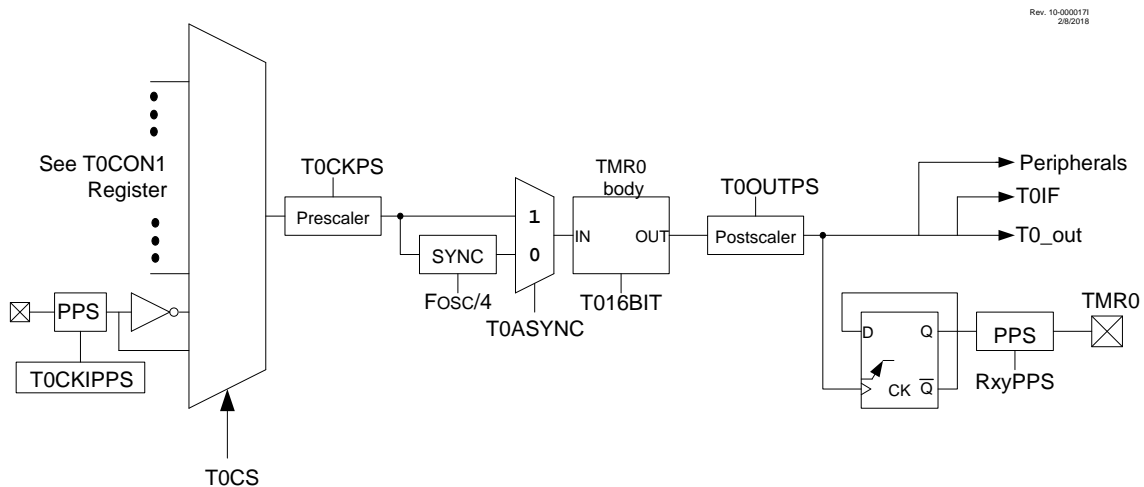 Rev. 10-000017I
2/8/2018
See T0CON1
Register
T0CKPS
Prescaler
SYNC
FOSC/4
1
0
T0ASYNC
TMR0
body
IN
OUT
T016BIT
T0OUTPS
Postscaler
Peripherals
T0IF
T0_out
PPS
T0CKIPPS
T0CS
D
Q
CK
Q̅
PPS
RxyPPS
TMR0